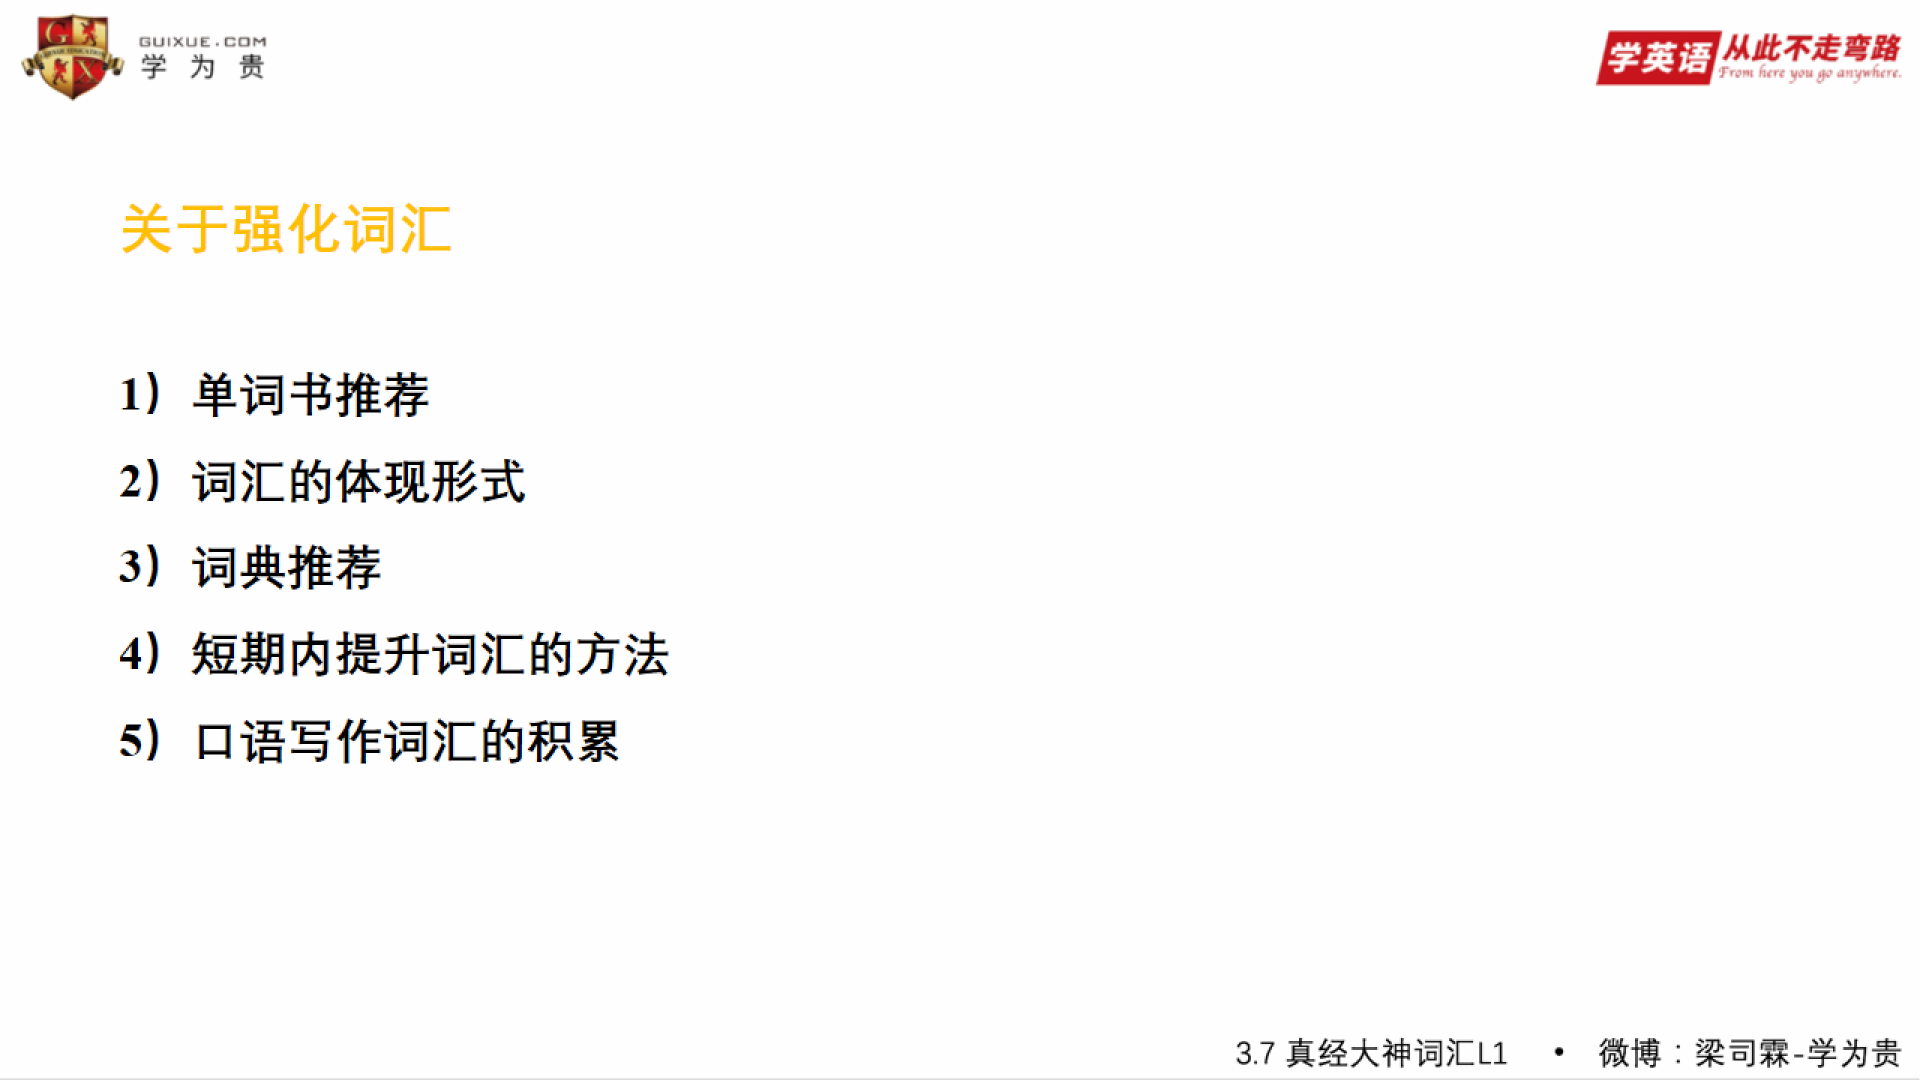 GUIXUE.COM
学为贵
学英语 从此不走弯路
From here you go anywhere.
关于强化词汇
1）单词书推荐
2）词汇的体现形式
3）词典推荐
4）短期内提升词汇的方法
5）口语写作词汇的积累
3.7 真经大神词汇L1 • 微博：梁司霖-学为贵